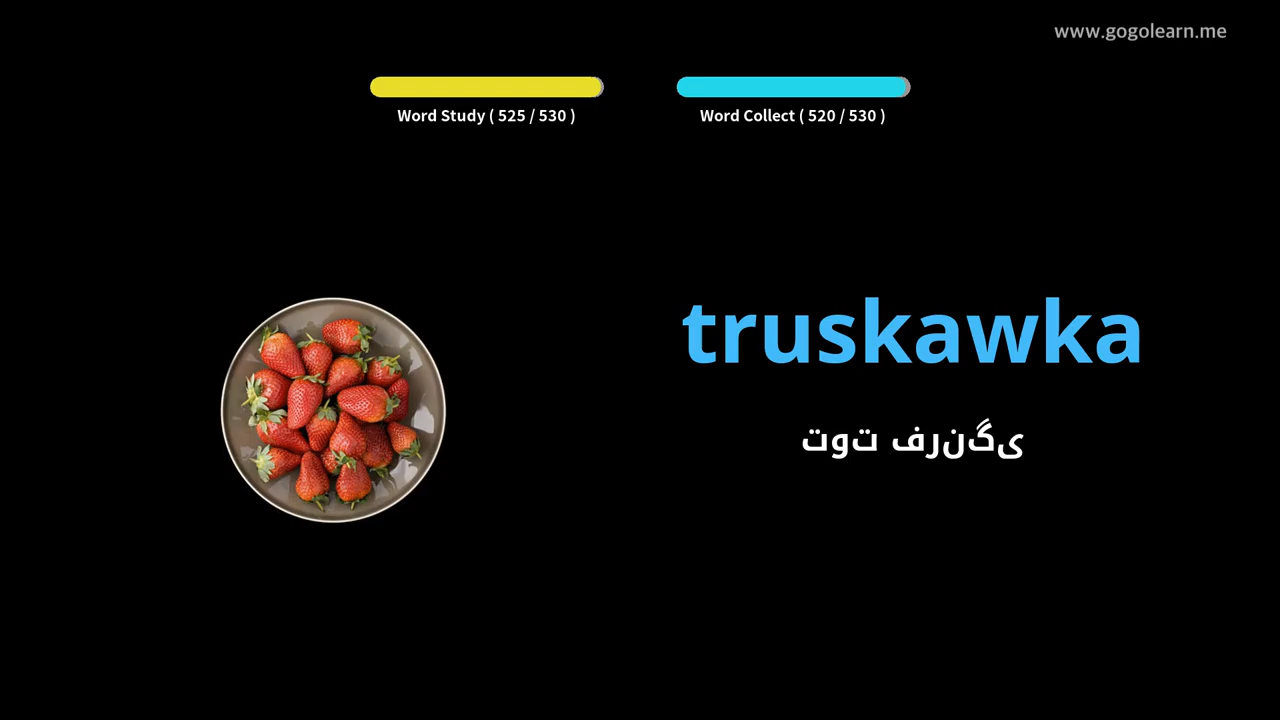 www.gogolearn.me
Word Study ( 525 / 530 )
Word Collect ( 520 / 530 )
truskawka
توت فرنگی